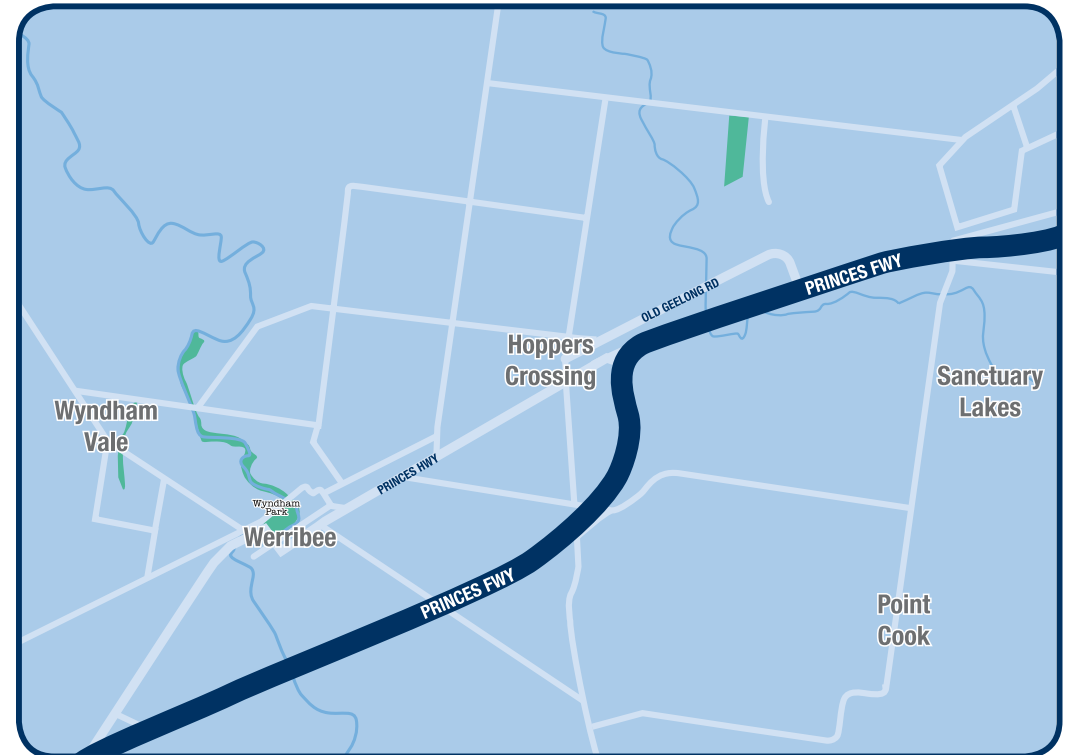 PRINCES FWY
OLD GEELONG RD
Hoppers
Crossing
Sanctuary
Lakes
Wyndham
Vale
PRINCES HWY
Wyndham
Park
Werribee
PRINCES FWY
Point
Cook